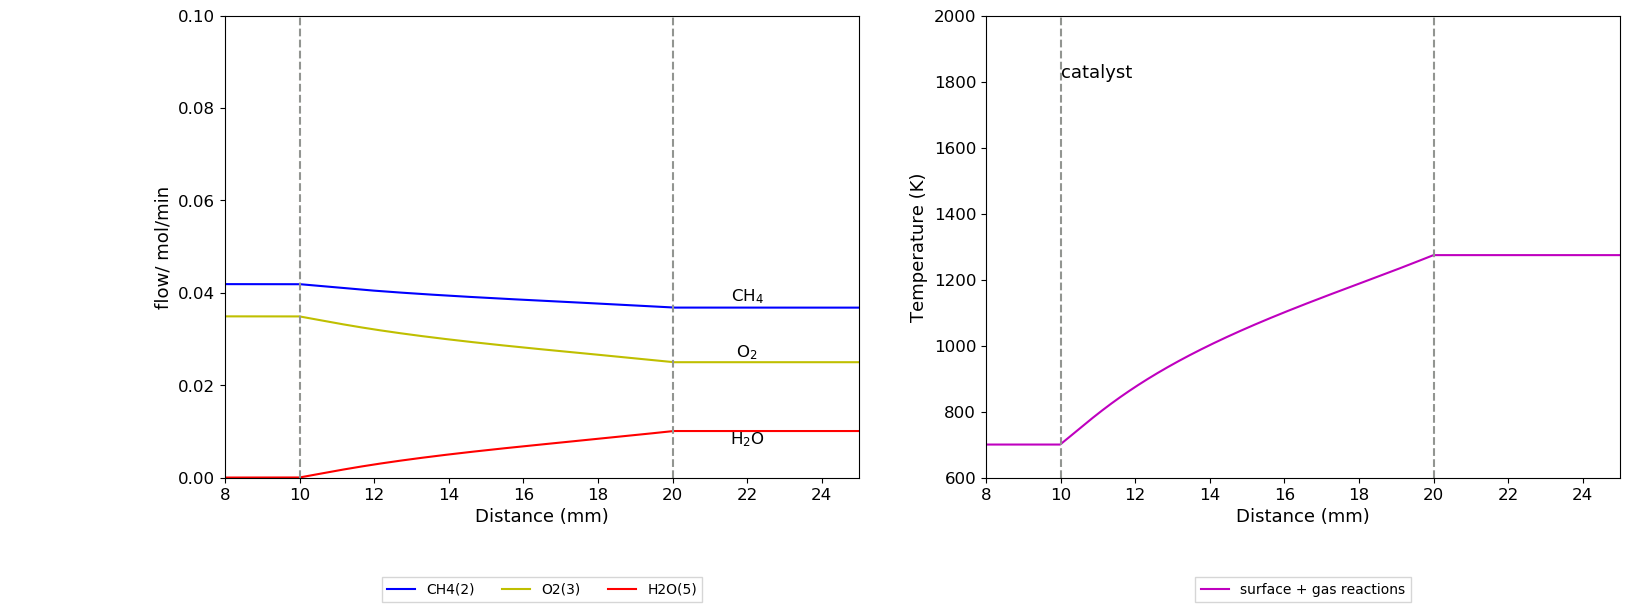 0.10
0.08
0.06
0.04
0.02
0.00
flow/ mol/min
CH₄
O₂
H₂O
8 10 12 14 16 18 20 22 24
Distance (mm)
CH4(2) O2(3) H2O(5)
2000
1800
1600
1400
1200
1000
800
600
Temperature (K)
catalyst
8 10 12 14 16 18 20 22 24
Distance (mm)
surface + gas reactions